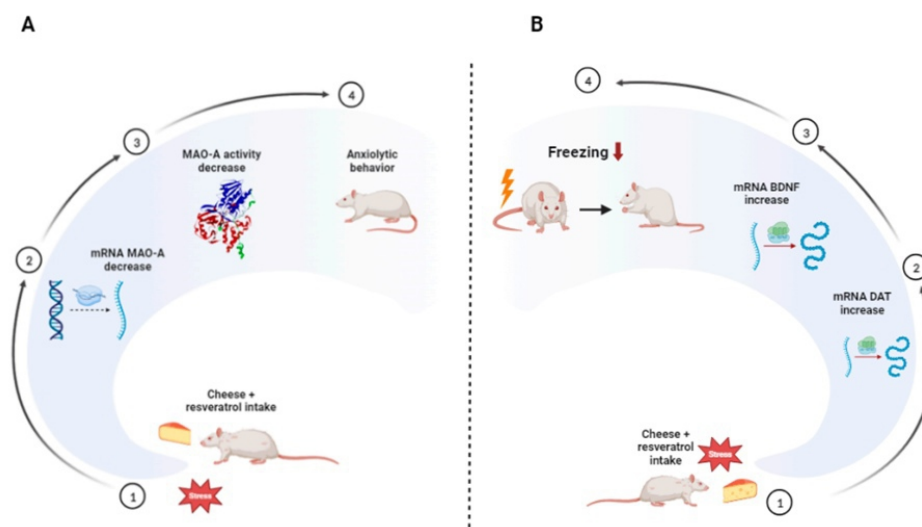 A
4
3
MAO-A activity
decrease
Anxiolytic
behavior
2
mRNA MAO-A
decrease
Cheese +
resveratrol intake
1
Stress
B
4
3
Freezing
mRNA BDNF
increase
2
mRNA DAT
increase
Cheese +
resveratrol
intake
Stress
1